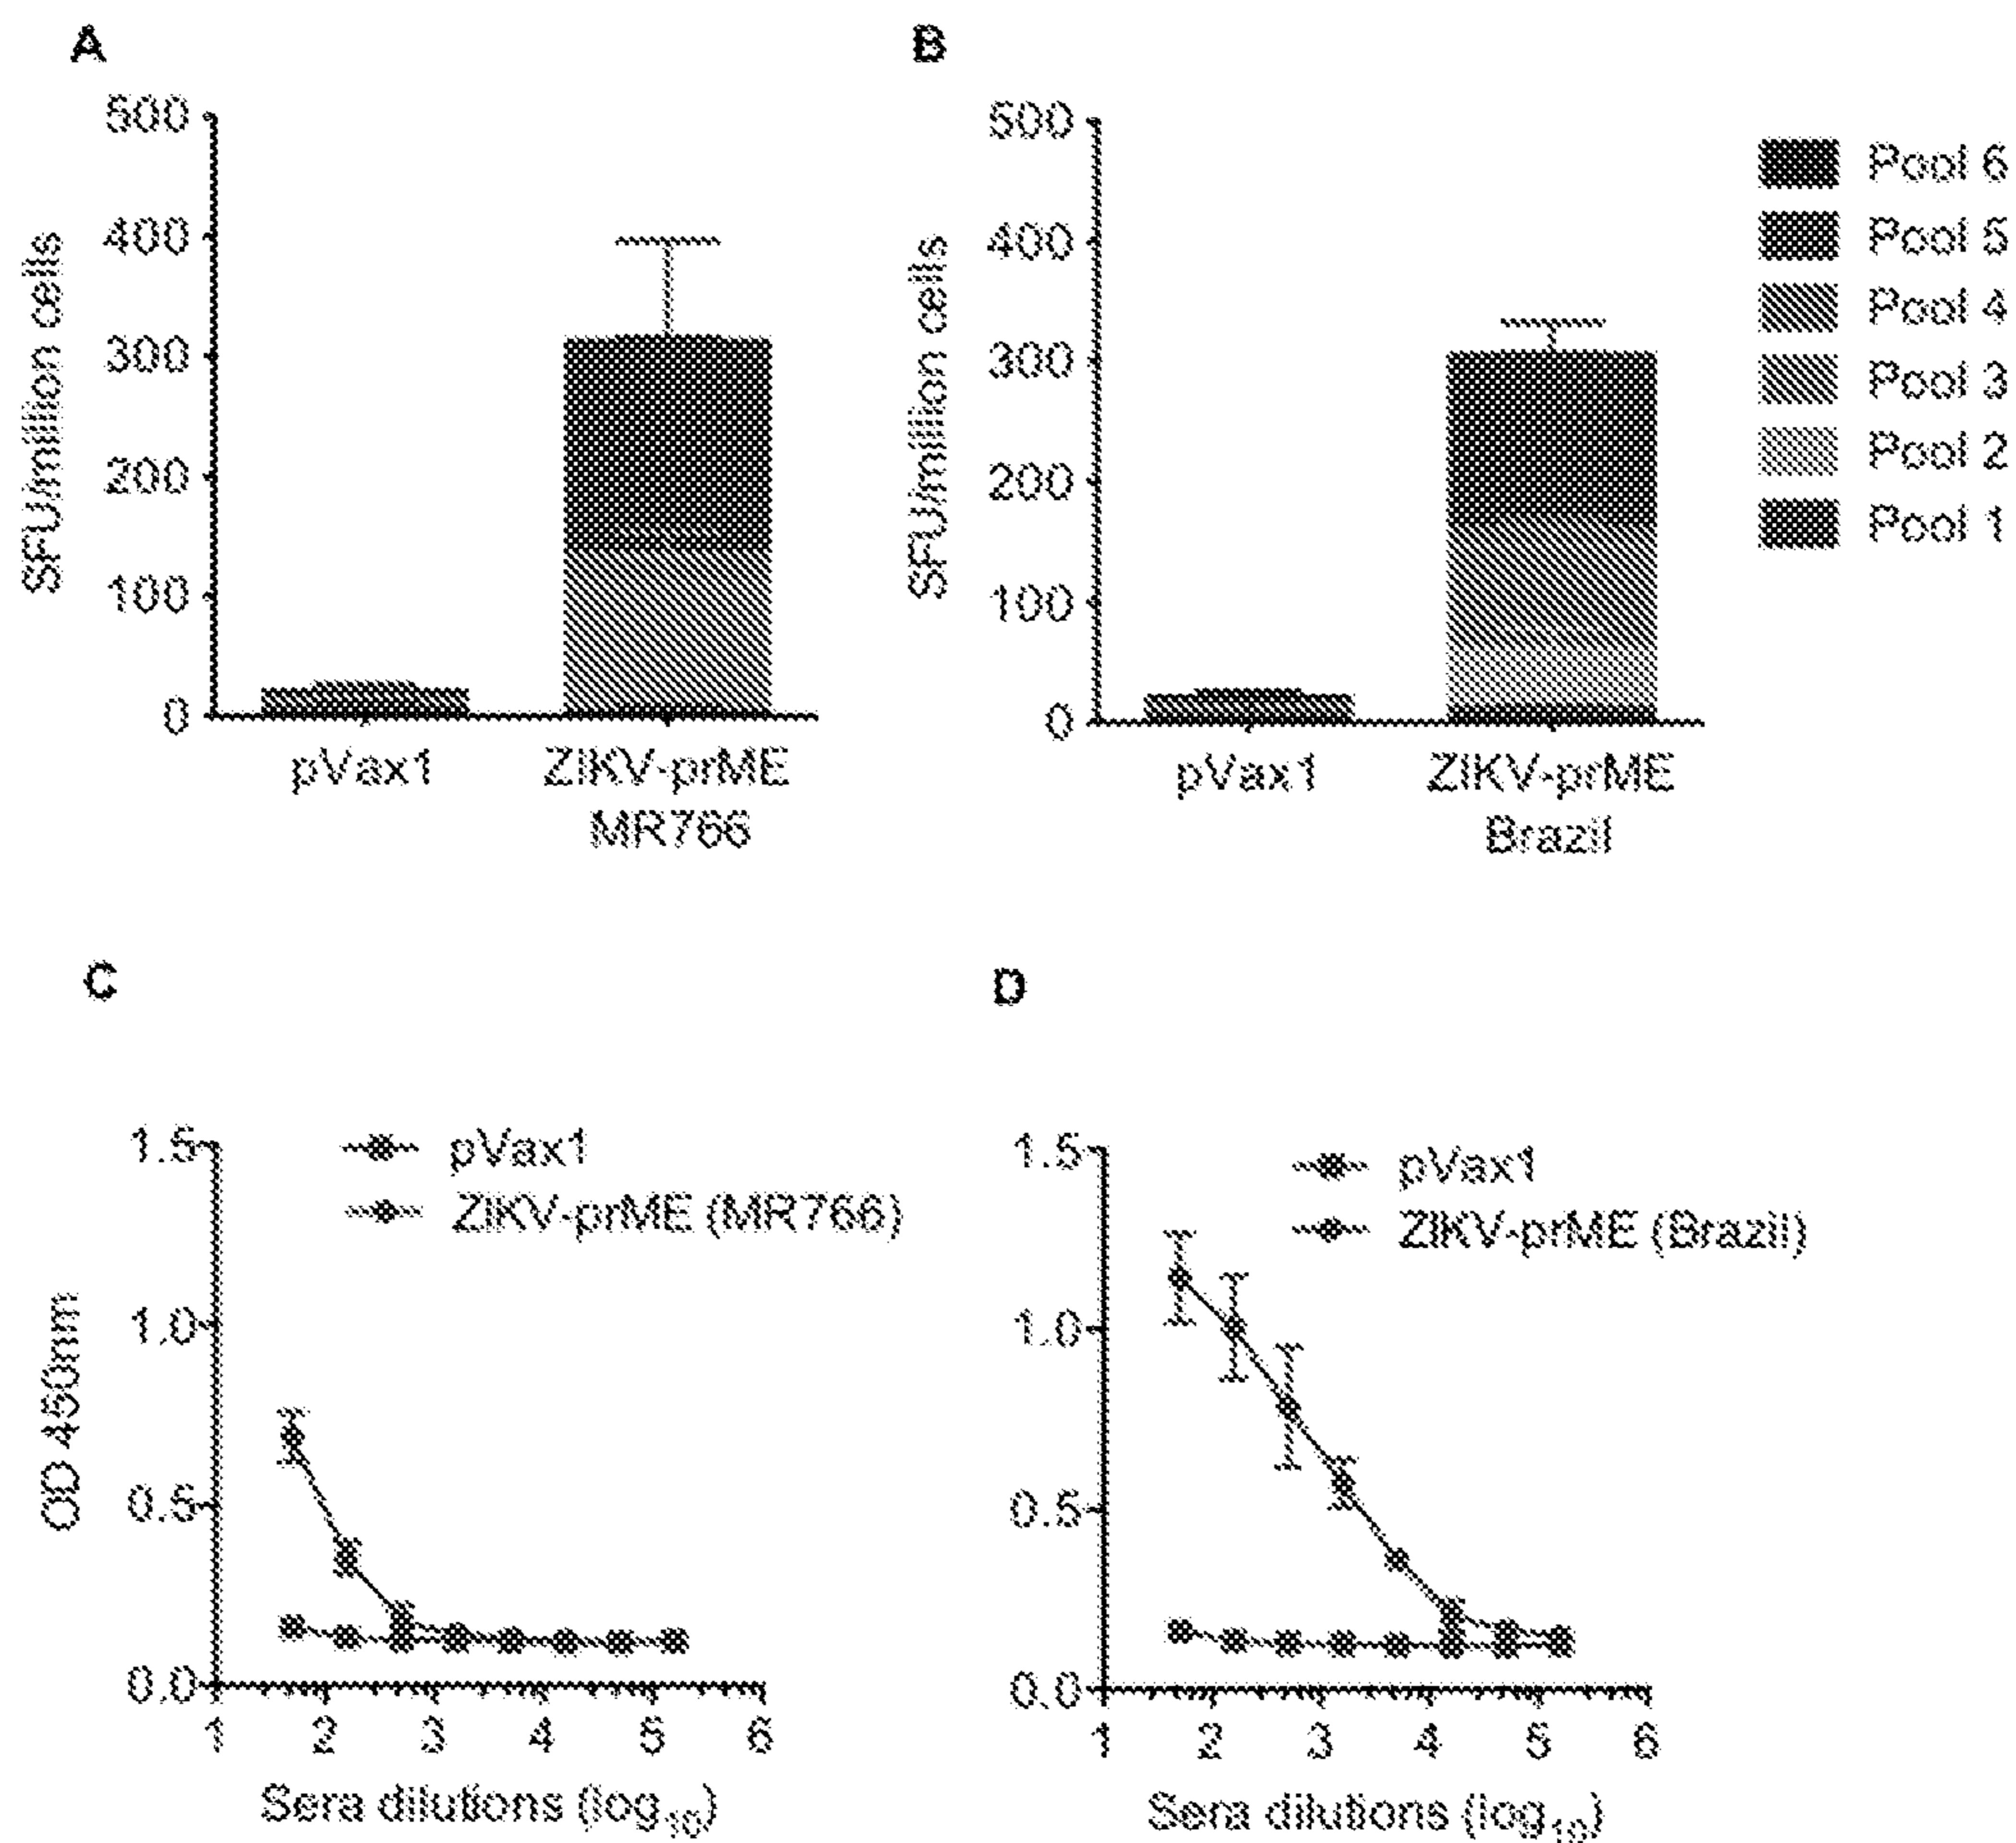 A
500
400
300
200
100
0
SFU/million cells
pVax1
ZIKV-prME
MR766
B
500
400
300
200
100
0
SFU/million cells
pVax1
ZIKV-prME
Brazil
Pool 6
Pool 5
Pool 4
Pool 3
Pool 2
Pool 1
C
1.5
1.0
0.5
0.0
OD 450nm
pVax1
ZIKV-prME (MR766)
1 2 3 4 5 6
Sera dilutions (log10)
D
1.5
1.0
0.5
0.0
pVax1
ZIKV-prME (Brazil)
1 2 3 4 5 6
Sera dilutions (log10)